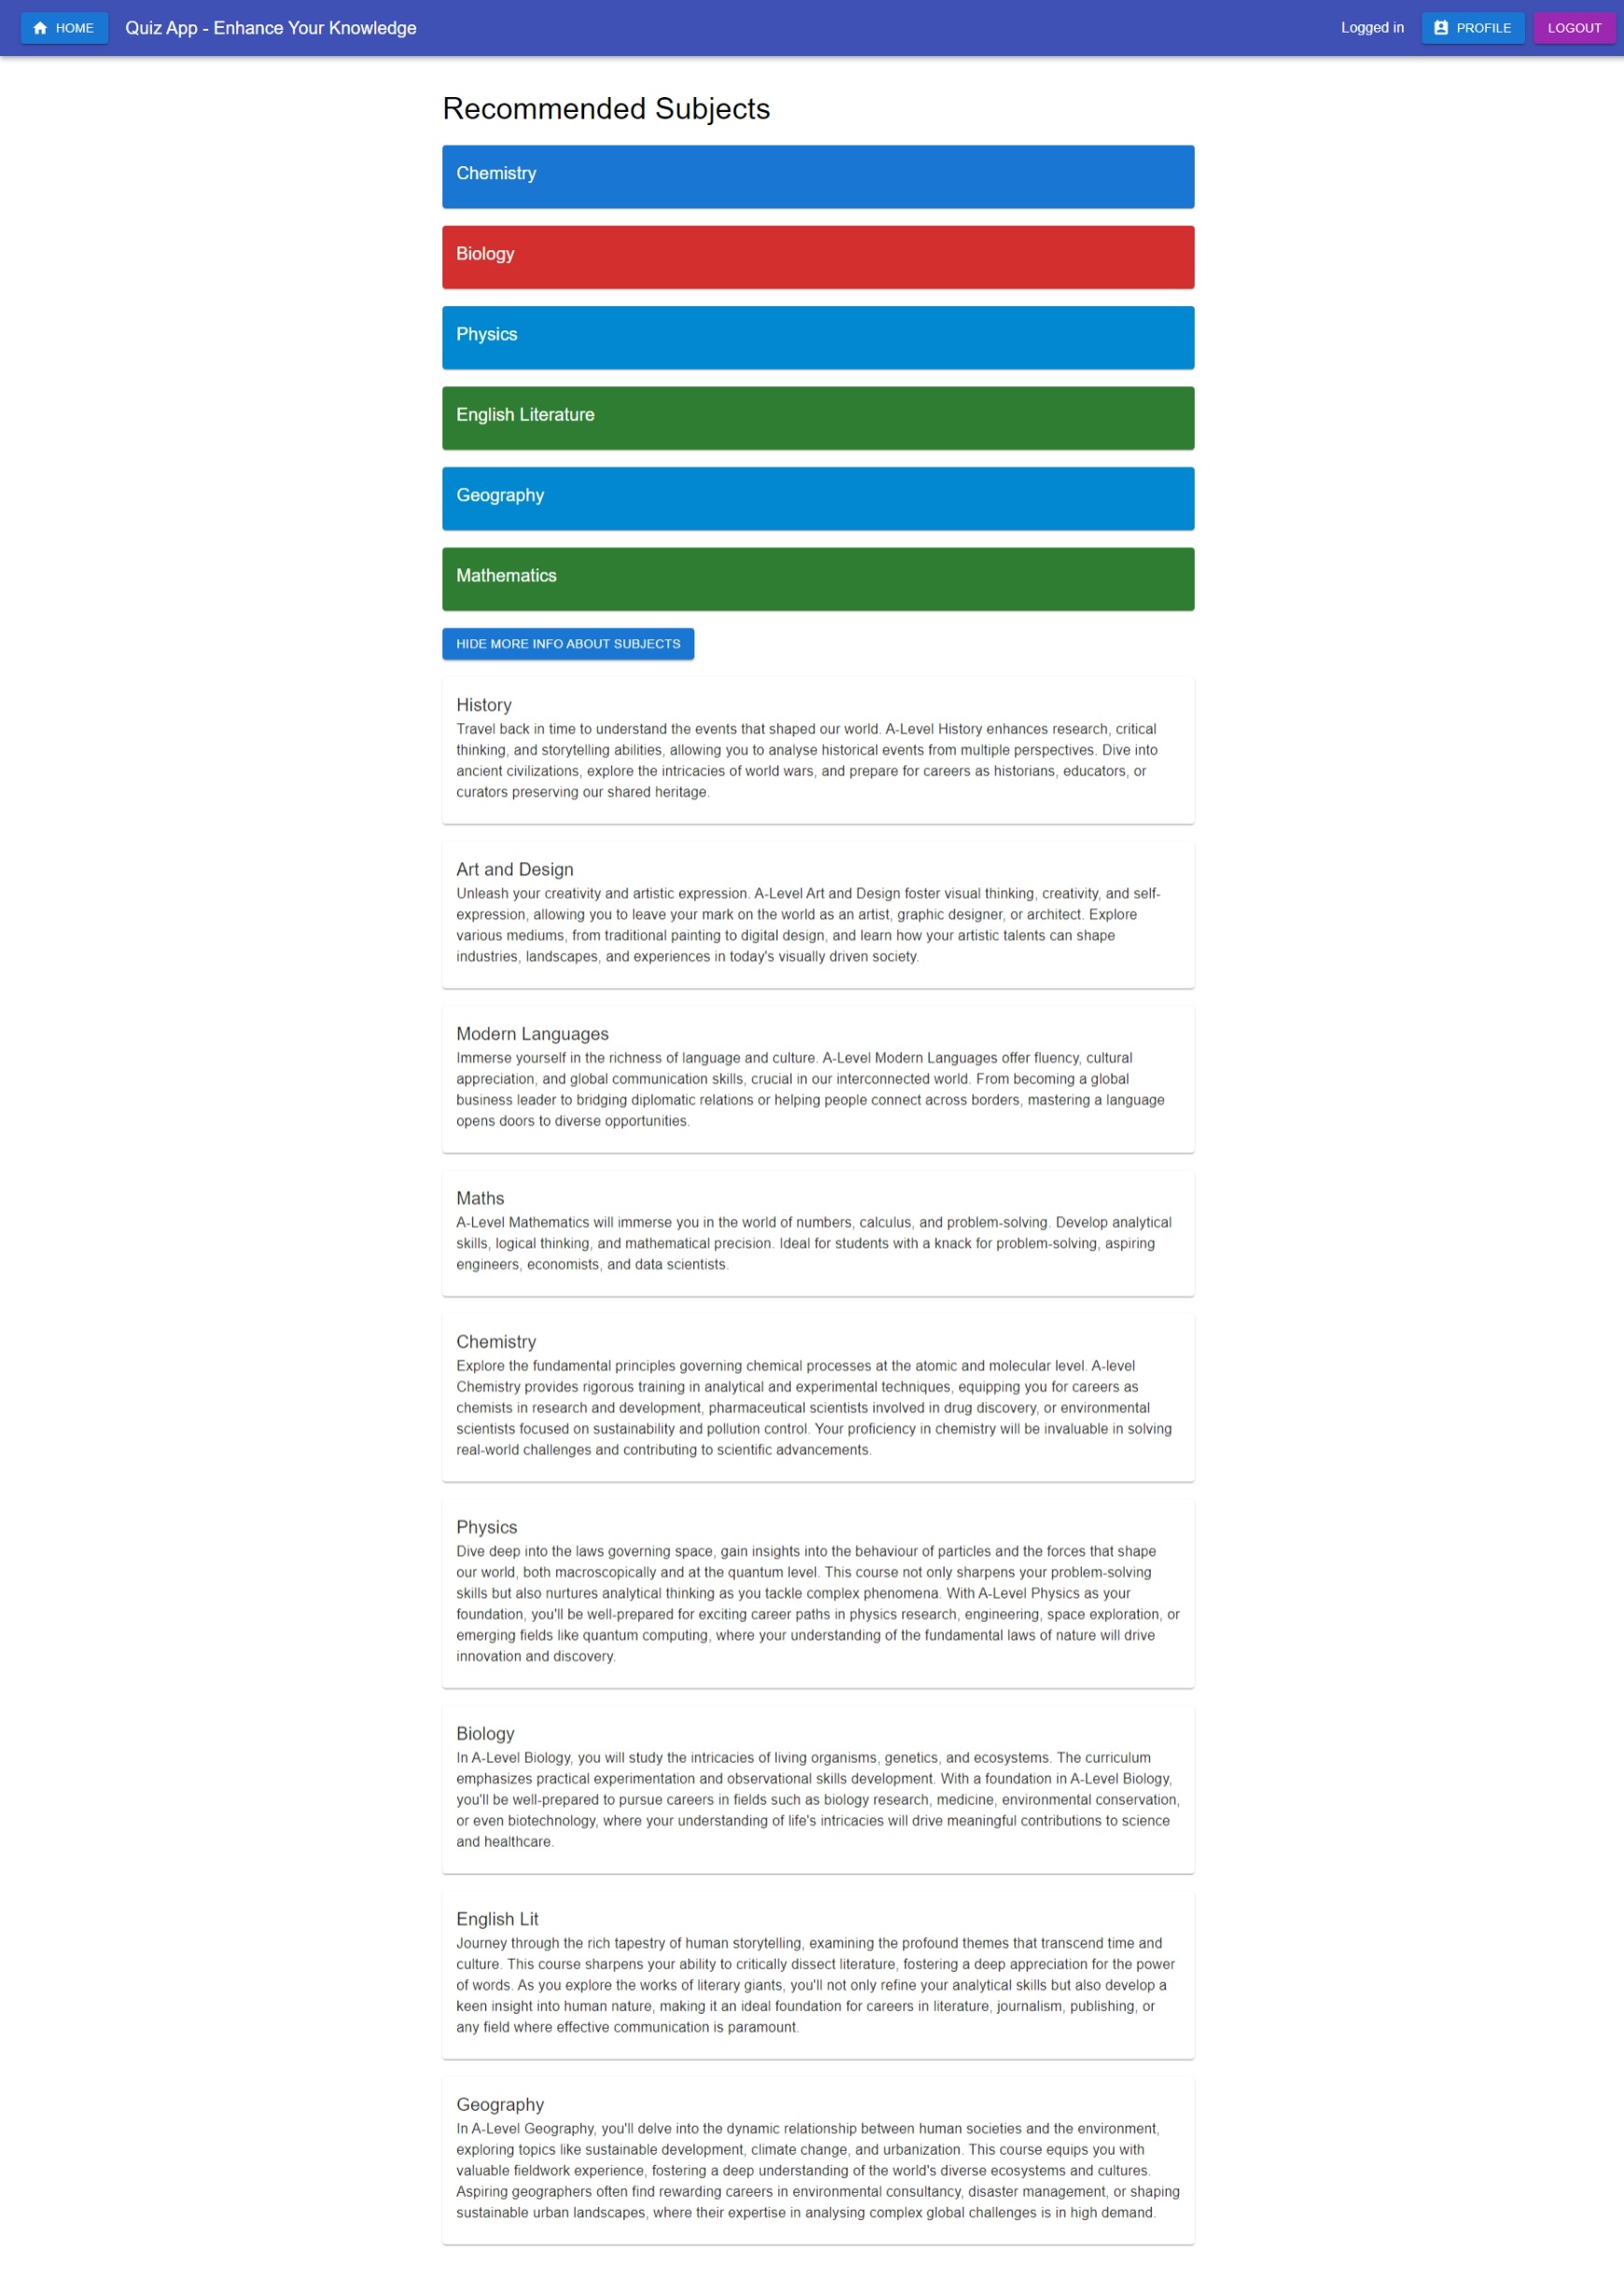 HOME
Quiz App - Enhance Your Knowledge
Logged in
PROFILE
LOGOUT
Recommended Subjects
Chemistry
Biology
Physics
English Literature
Geography
Mathematics
HIDE MORE INFO ABOUT SUBJECTS
History
Travel back in time to understand the events that shaped our world. A-Level History enhances research, critical
thinking, and storytelling abilities, allowing you to analyse historical events from multiple perspectives. Dive into
ancient civilizations, explore the intricacies of world wars, and prepare for careers as historians, educators, or
curators preserving our shared heritage.
Art and Design
Unleash your creativity and artistic expression. A-Level Art and Design foster visual thinking, creativity, and self-
expression, allowing you to leave your mark on the world as an artist, graphic designer, or architect. Explore
various mediums, from traditional painting to digital design, and learn how your artistic talents can shape
industries, landscapes, and experiences in today's visually driven society.
Modern Languages
Immerse yourself in the richness of language and culture. A-Level Modern Languages offer fluency, cultural
appreciation, and global communication skills, crucial in our interconnected world. From becoming a global
business leader to bridging diplomatic relations or helping people connect across borders, mastering a language
opens doors to diverse opportunities.
Maths
A-Level Mathematics will immerse you in the world of numbers, calculus, and problem-solving. Develop analytical
skills, logical thinking, and mathematical precision. Ideal for students with a knack for problem-solving, aspiring
engineers, economists, and data scientists.
Chemistry
Explore the fundamental principles governing chemical processes at the atomic and molecular level. A-level
Chemistry provides rigorous training in analytical and experimental techniques, equipping you for careers as
chemists in research and development, pharmaceutical scientists involved in drug discovery, or environmental
scientists focused on sustainability and pollution control. Your proficiency in chemistry will be invaluable in solving
real-world challenges and contributing to scientific advancements.
Physics
Dive deep into the laws governing space, gain insights into the behaviour of particles and the forces that shape
our world, both macroscopically and at the quantum level. This course not only sharpens your problem-solving
skills but also nurtures analytical thinking as you tackle complex phenomena. With A-Level Physics as your
foundation, you'll be well-prepared for exciting career paths in physics research, engineering, space exploration, or
emerging fields like quantum computing, where your understanding of the fundamental laws of nature will drive
innovation and discovery.
Biology
In A-Level Biology, you will study the intricacies of living organisms, genetics, and ecosystems. The curriculum
emphasizes practical experimentation and observational skills development. With a foundation in A-Level Biology,
you'll be well-prepared to pursue careers in fields such as biology research, medicine, environmental conservation,
or even biotechnology, where your understanding of life's intricacies will drive meaningful contributions to science
and healthcare.
English Lit
Journey through the rich tapestry of human storytelling, examining the profound themes that transcend time and
culture. This course sharpens your ability to critically dissect literature, fostering a deep appreciation for the power
of words. As you explore the works of literary giants, you'll not only refine your analytical skills but also develop a
keen insight into human nature, making it an ideal foundation for careers in literature, journalism, publishing, or
any field where effective communication is paramount.
Geography
In A-Level Geography, you'll delve into the dynamic relationship between human societies and the environment,
exploring topics like sustainable development, climate change, and urbanization. This course equips you with
valuable fieldwork experience, fostering a deep understanding of the world's diverse ecosystems and cultures.
Aspiring geographers often find rewarding careers in environmental consultancy, disaster management, or shaping
sustainable urban landscapes, where their expertise in analysing complex global challenges is in high demand.